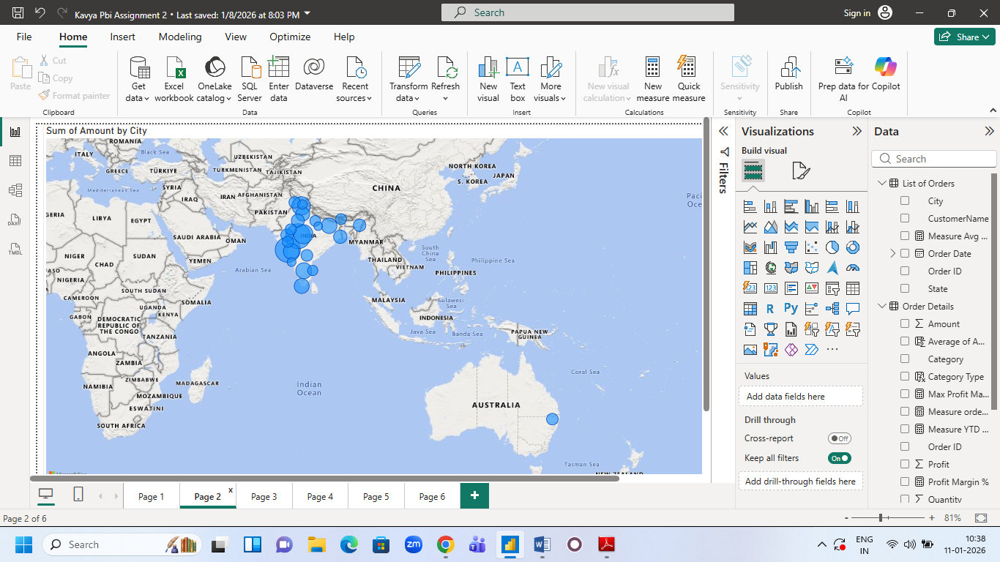 Kavya Pbi Assignment 2 • Last saved: 1/8/2026 at 8:03 PM
Search
Sign in
File
Home
Insert
Modeling
View
Optimize
Help
Share
Paste
Cut
Copy
Format painter
Clipboard
Get data
Excel workbook
OneLake catalog
SQL Server
Enter data
Dataverse
Recent sources
Data
Transform data
Refresh
Queries
New visual
Text box
More visuals
Insert
New visual calculation
New measure
Quick measure
Calculations
Sensitivity
Sensitivity
Publish
Share
Prep data for AI
Copilot
Copilot
Sum of Amount by City
ROMANIA
ITALY
Black Sea
UZBEKISTAN
GREECE
TÜRKIYE
TURKMENISTAN
TAJIKISTAN
NORTH KOREA
JAPAN
S. KOREA
Mediterranean Sea
SYRIA
IRAQ
IRAN
AFGHANISTAN
CHINA
PAKISTAN
Paci
Oce
GERIA
LIBYA
EGYPT
SAUDI ARABIA
OMAN
INDIA
MYANMAR
NIGER
CHAD
SUDAN
YEMEN
Arabian Sea
THAILAND
VIETNAM
South China Sea
Philippine Sea
PHILIPPINES
ASO
NIGERIA
SOUTH SUDAN
SOMALIA
CAMEROON
UGANDA
KENYA
GABON
DEMOCRATIC REPUBLIC OF THE CONGO
MALAYSIA
Sulawesi Sea
INDONESIA
Java Sea
Banda Sea
PAPUA NEW GUINEA
TANZANIA
ANGOLA
ZAMBIA
ZIMBABWE
NAMIBIA
MOZAMBIQUE
MADAGASCAR
ESWATINI
SOUTH AFRICA
Indian Ocean
Coral Sea
AUSTRALIA
Tasman Sea
NEW ZEALAND
Filters
Visualizations
Build visual
123
123
R
Py
Values
Add data fields here
Drill through
Cross-report
Off
Keep all filters
On
Add drill-through fields here
Data
Search
List of Orders
City
CustomerName
Measure Avg ...
Order Date
Order ID
State
Order Details
Amount
Average of A...
Category
Category Type
Max Profit Ma...
Measure orde...
Measure YTD ...
Order ID
Profit
Profit Margin %
Quantity
DAX
TMDL
Page 1
Page 2
x
Page 3
Page 4
Page 5
Page 6
+
Page 2 of 6
- + 81%
Search
zm
ENG
IN
10:38
11-01-2026